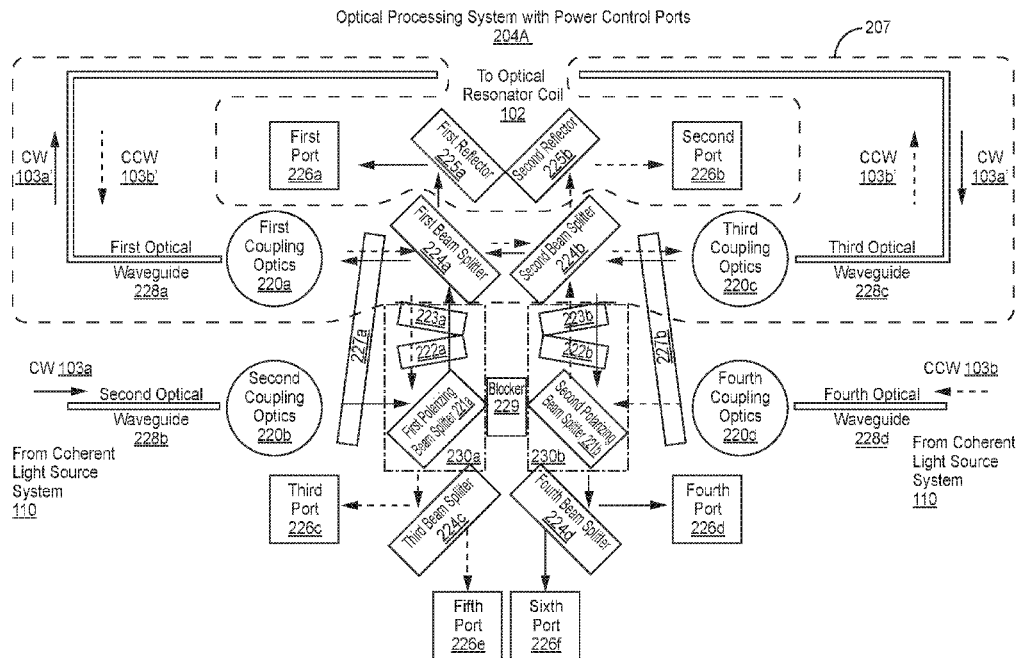 Optical Processing System with Power Control Ports
204A
207
To Optical
Resonator Coil
102
First
Port
226a
First Reflector
225a
Second Reflector
225b
Second
Port
226b
CW
103a'
CCW
103b'
CCW
103b'
CW
103a'
First Optical
Waveguide
228a
First
Coupling
Optics
220a
First Beam Splitter
224a
Second Beam Splitter
224b
Third
Coupling
Optics
220c
Third Optical
Waveguide
228c
227a
223a
222a
223b
222b
227b
CW 103a
Second Optical
Waveguide
228b
Second
Coupling
Optics
220b
First Polarizing
Beam Splitter 221a
Blocker
229
Second Polarizing
Beam Splitter 221b
Fourth
Coupling
Optics
220d
CCW 103b
Fourth Optical
Waveguide
228d
From Coherent
Light Source
System
110
230a
230b
From Coherent
Light Source
System
110
Third
Port
226c
Third Beam Splitter
224c
Fourth Beam Splitter
224d
Fourth
Port
226d
Fifth
Port
226e
Sixth
Port
226f